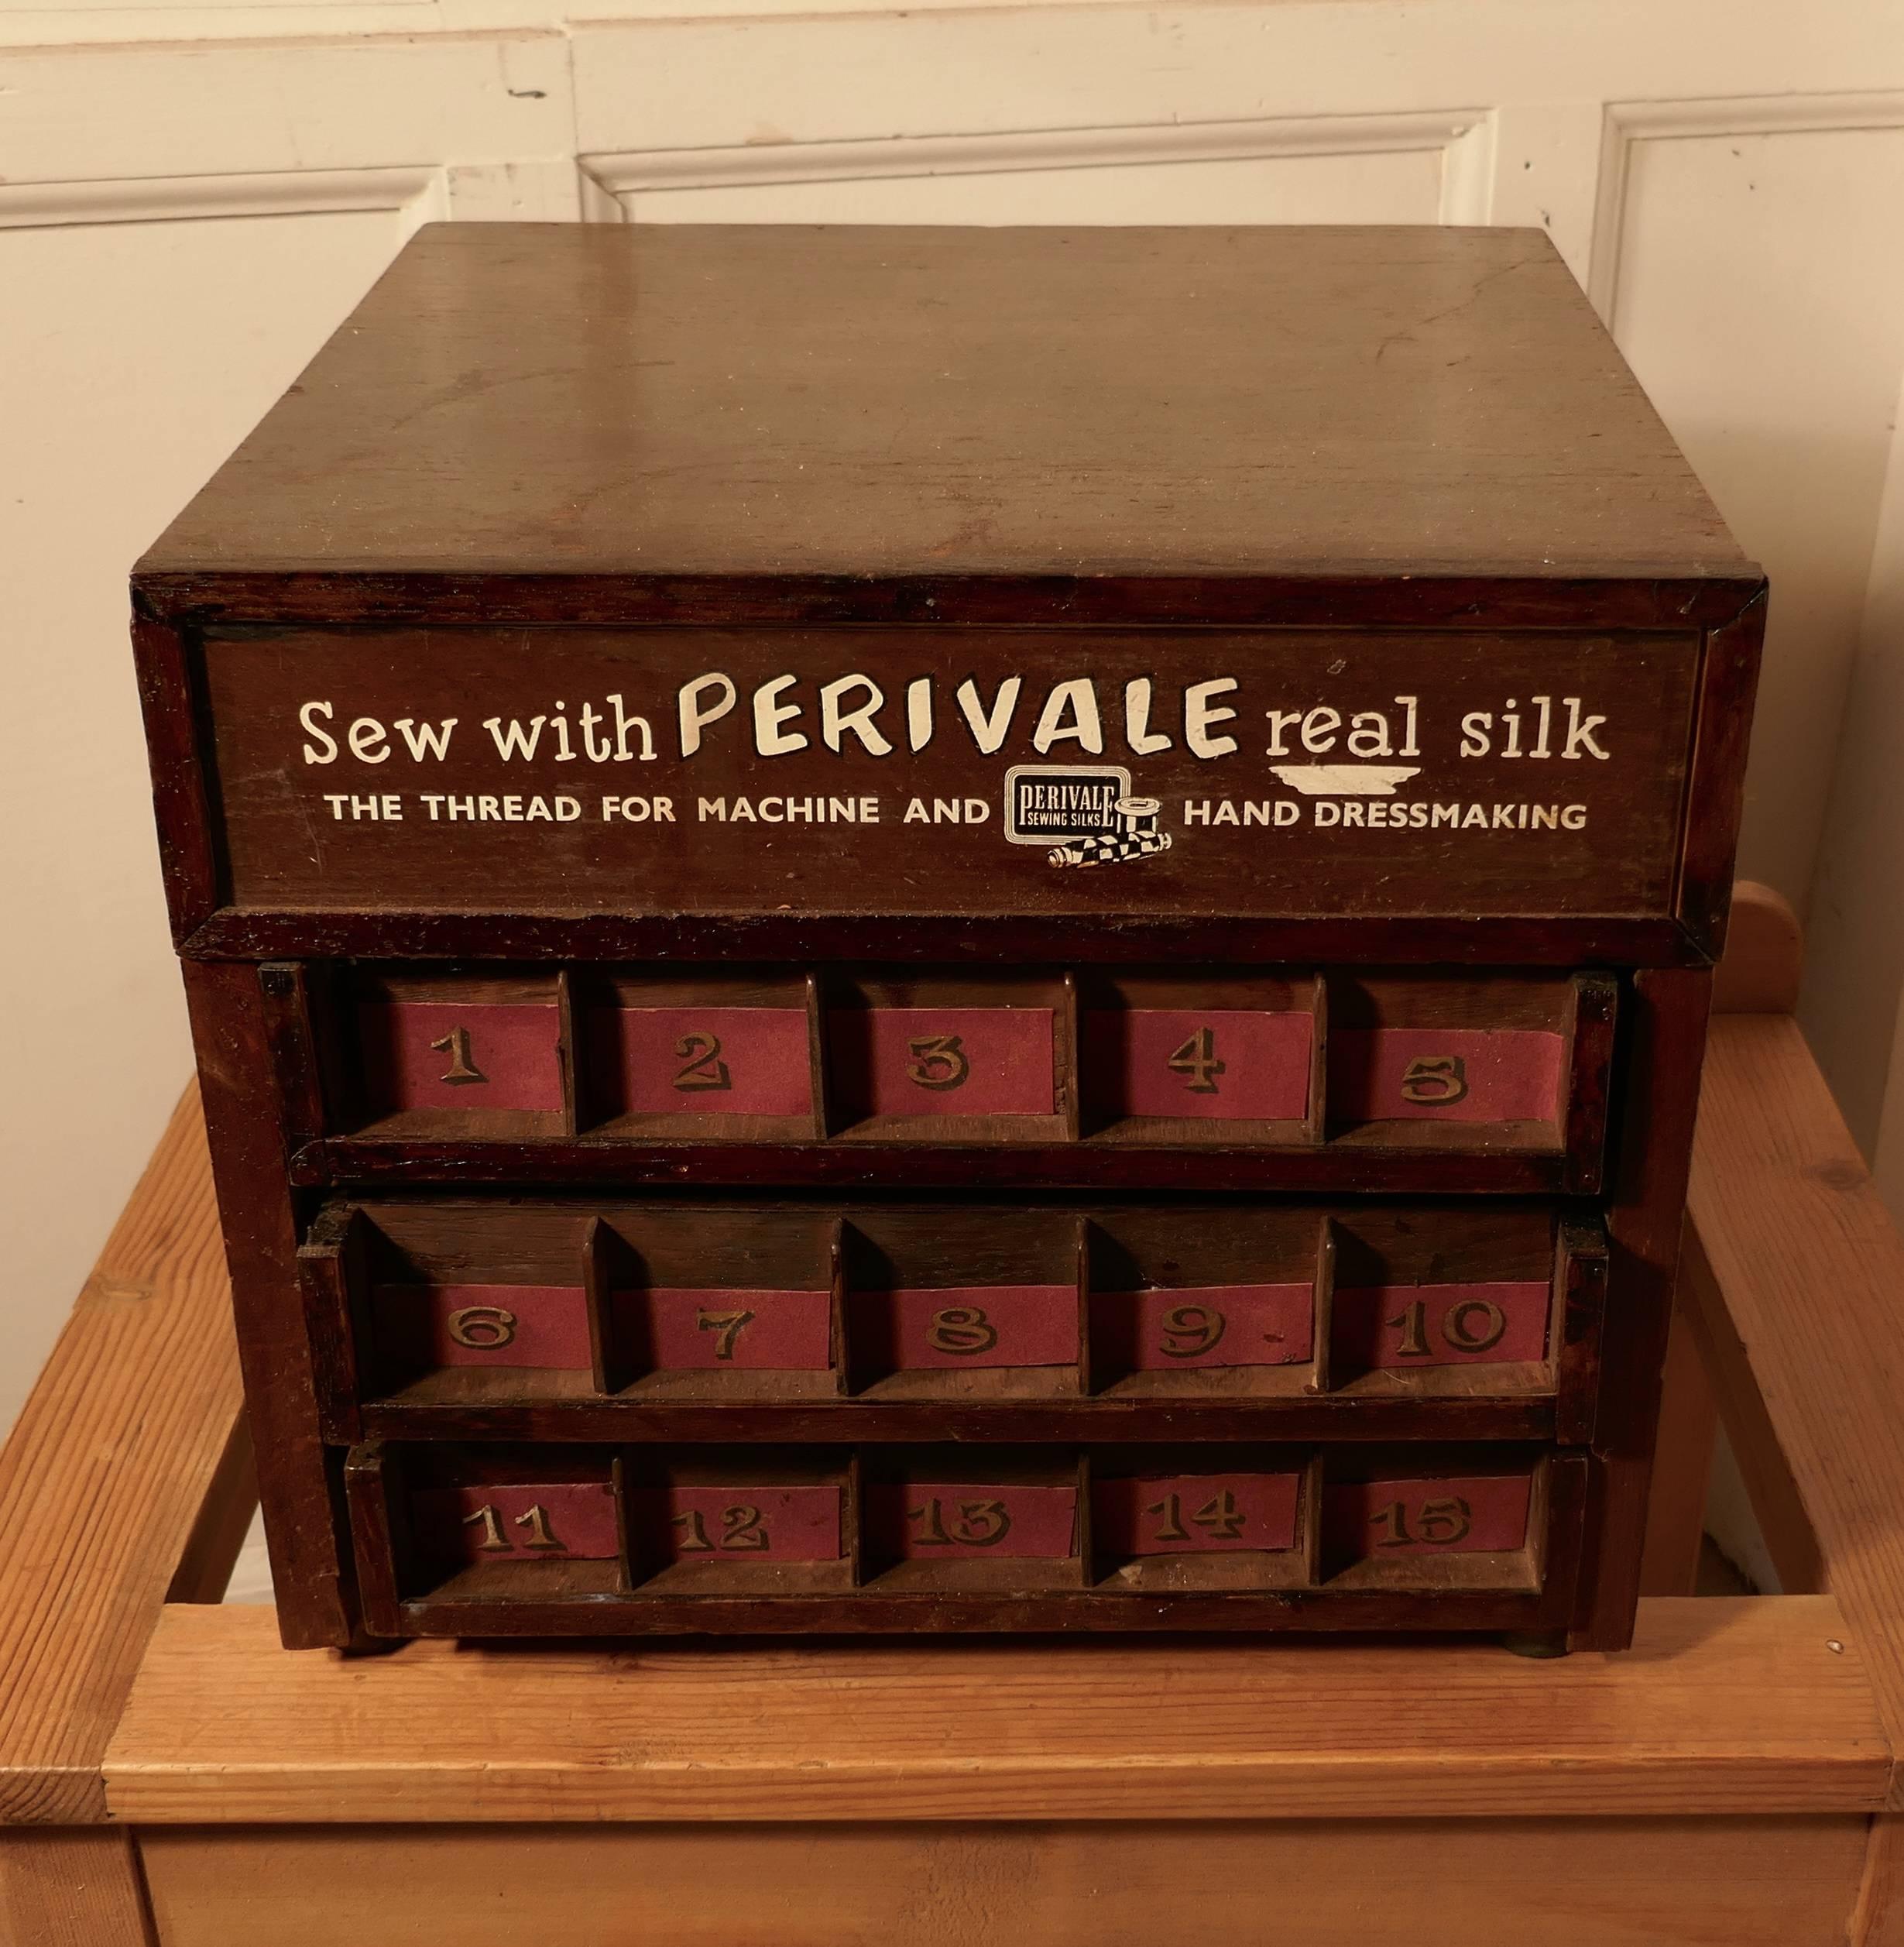 Sew with PERIVALE real silk
THE THREAD FOR MACHINE AND PERIVALE SEWING SILKS HAND DRESSMAKING
1 2 3 4 5
6 7 8 9 10
11 12 13 14 15